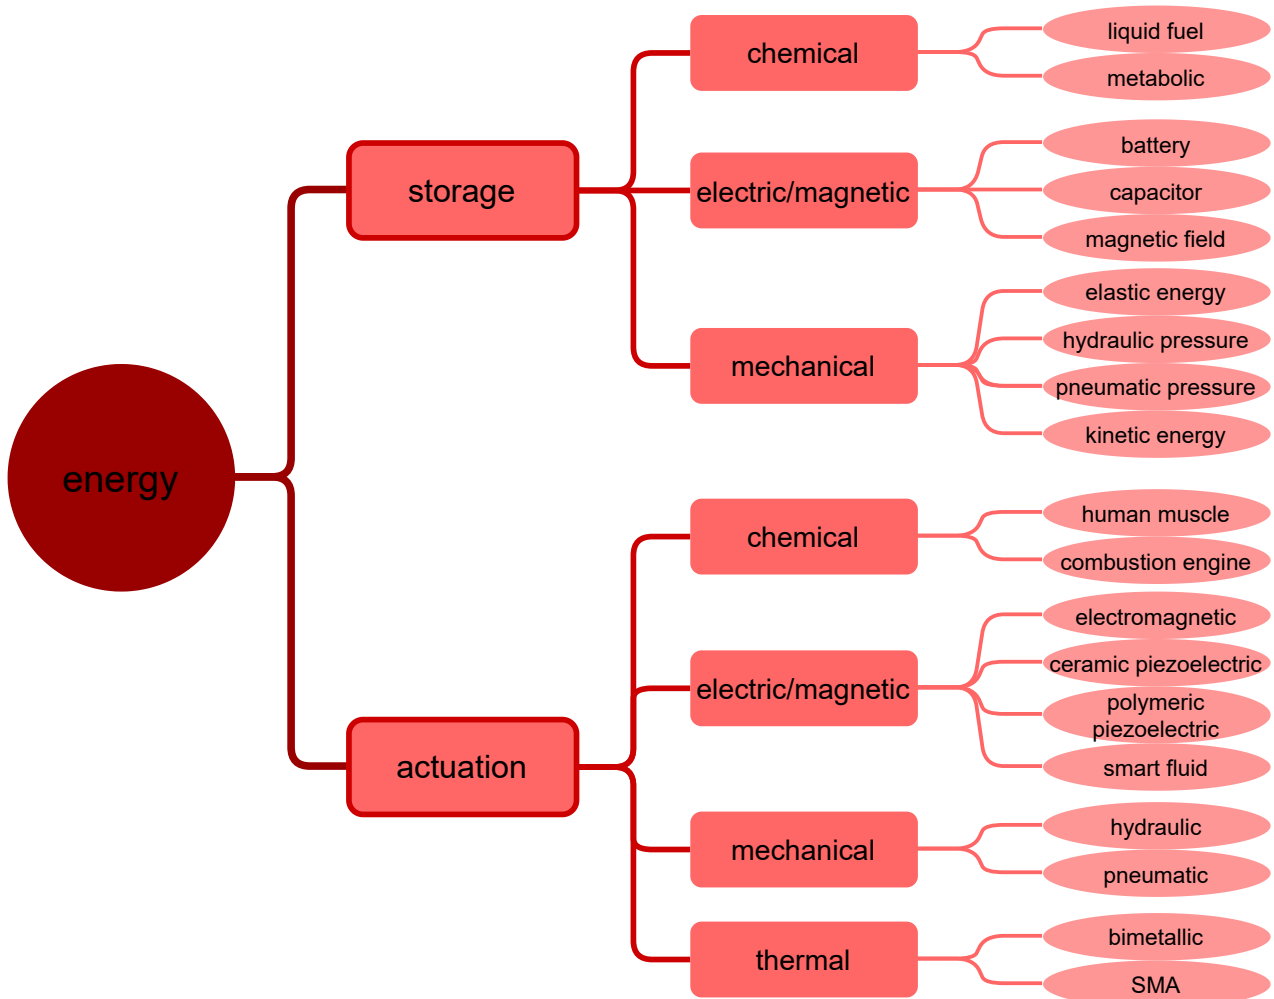 energy
storage
chemical
liquid fuel
metabolic
electric/magnetic
battery
capacitor
magnetic field
mechanical
elastic energy
hydraulic pressure
pneumatic pressure
kinetic energy
actuation
chemical
human muscle
combustion engine
electric/magnetic
electromagnetic
ceramic piezoelectric
polymeric
piezoelectric
smart fluid
mechanical
hydraulic
pneumatic
thermal
bimetallic
SMA